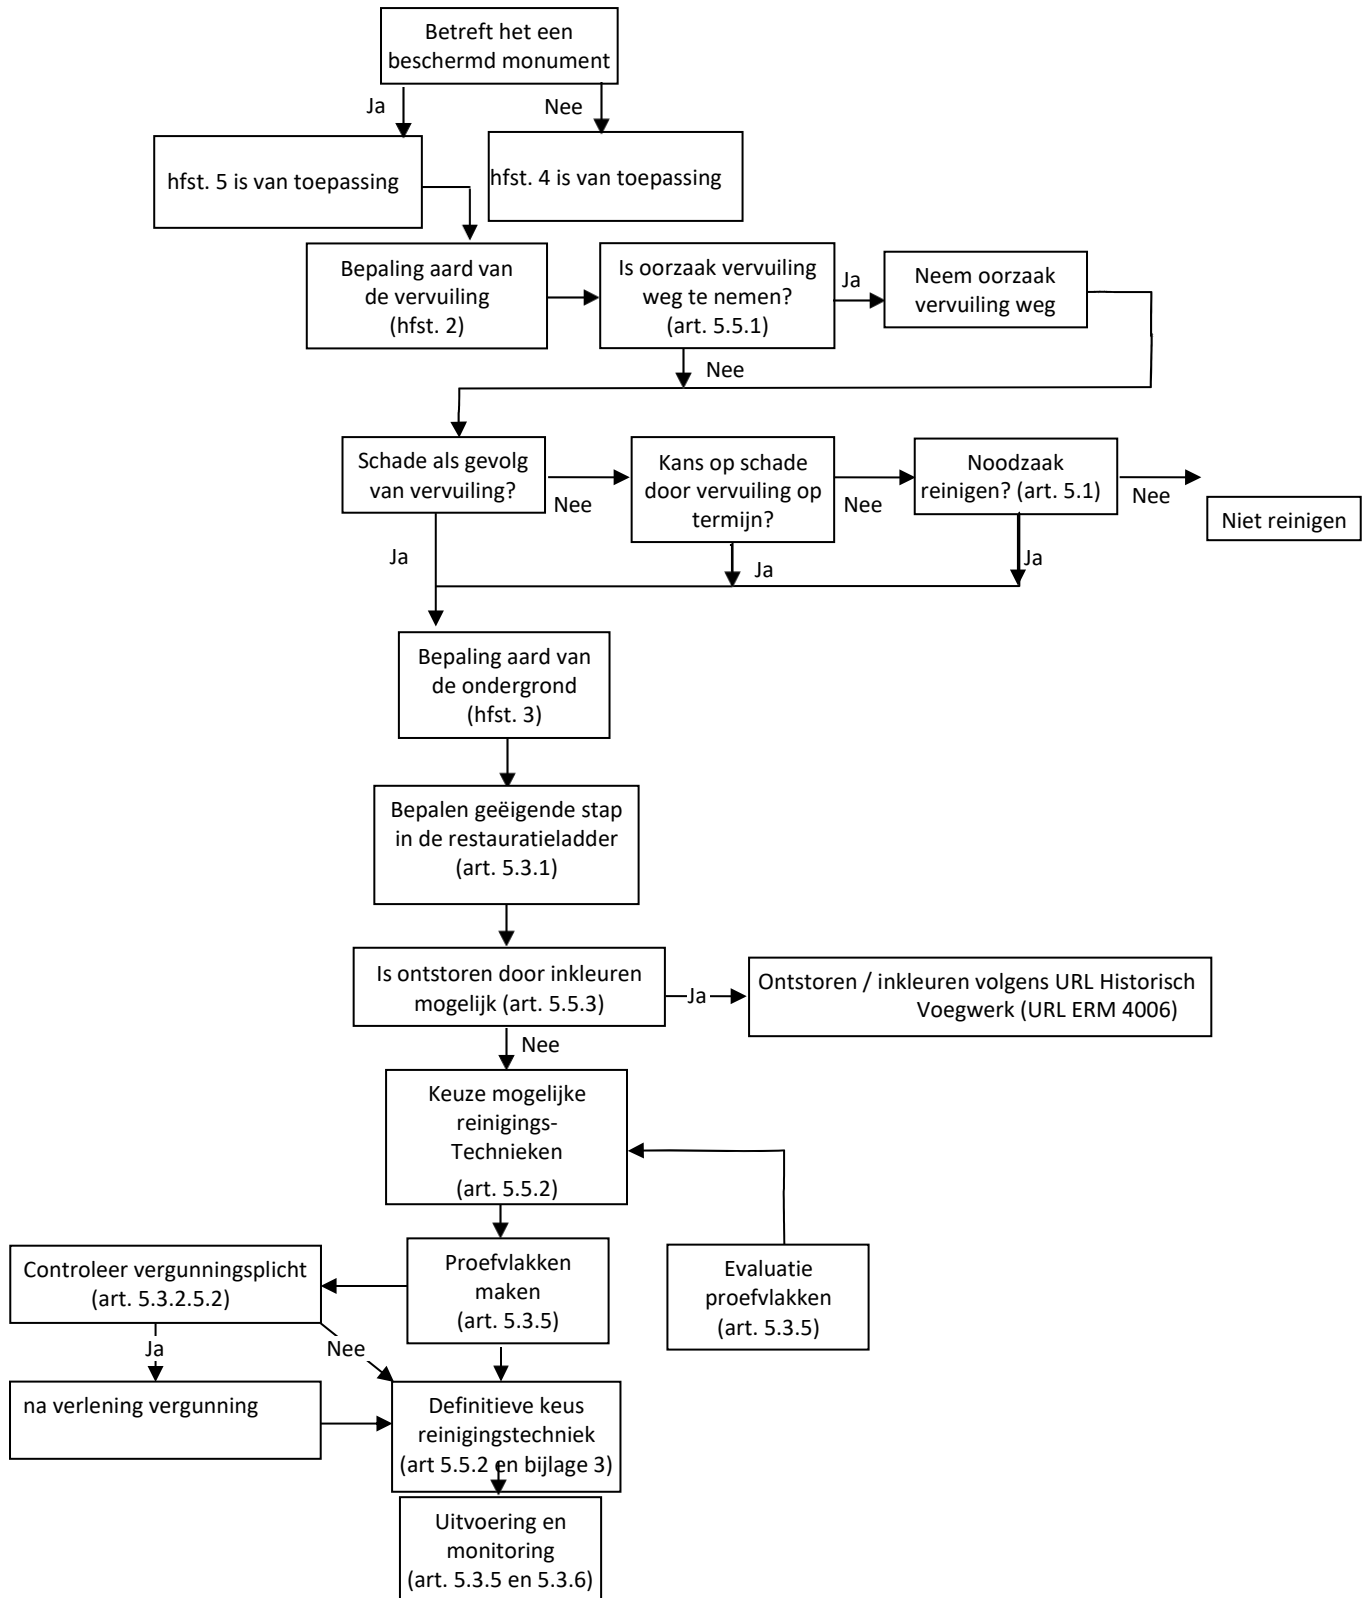 Betreft het een
beschermd monument
Ja
Nee
hfst. 5 is van toepassing
hfst. 4 is van toepassing
Bepaling aard van
de vervuiling
(hfst. 2)
Is oorzaak vervuiling
weg te nemen?
(art. 5.5.1)
Ja
Neem oorzaak
vervuiling weg
Nee
Schade als gevolg
van vervuiling?
Nee
Kans op schade
door vervuiling op
termijn?
Nee
Noodzaak
reinigen? (art. 5.1)
Nee
Niet reinigen
Ja
Ja
Ja
Bepaling aard van
de ondergrond
(hfst. 3)
Bepalen geëigende stap
in de restauratieladder
(art. 5.3.1)
Is ontstoren door inkleuren
mogelijk (art. 5.5.3)
Ja
Ontstoren / inkleuren volgens URL Historisch
Voegwerk (URL ERM 4006)
Nee
Keuze mogelijke
reinigings-
Technieken
(art. 5.5.2)
Controleer vergunningsplicht
(art. 5.3.2.5.2)
Proefvlakken
maken
(art. 5.3.5)
Evaluatie
proefvlakken
(art. 5.3.5)
Ja
Nee
na verlening vergunning
Definitieve keus
reinigingstechniek
(art 5.5.2 en bijlage 3)
Uitvoering en
monitoring
(art. 5.3.5 en 5.3.6)